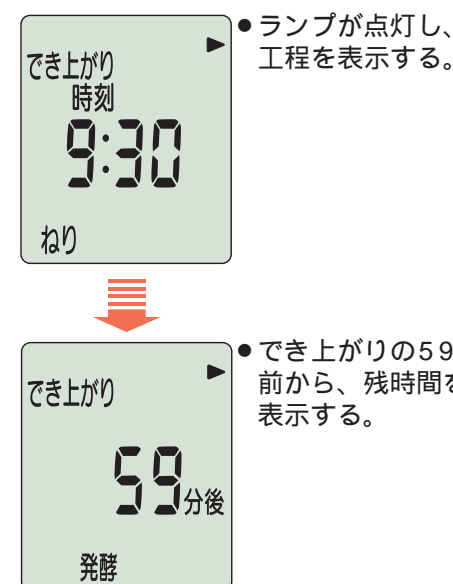 でき上がり
時刻
9:30
ねり
●ランプが点灯し、
工程を表示する。
でき上がり
59分後
発酵
●でき上がりの59
前から、残時間を
表示する。